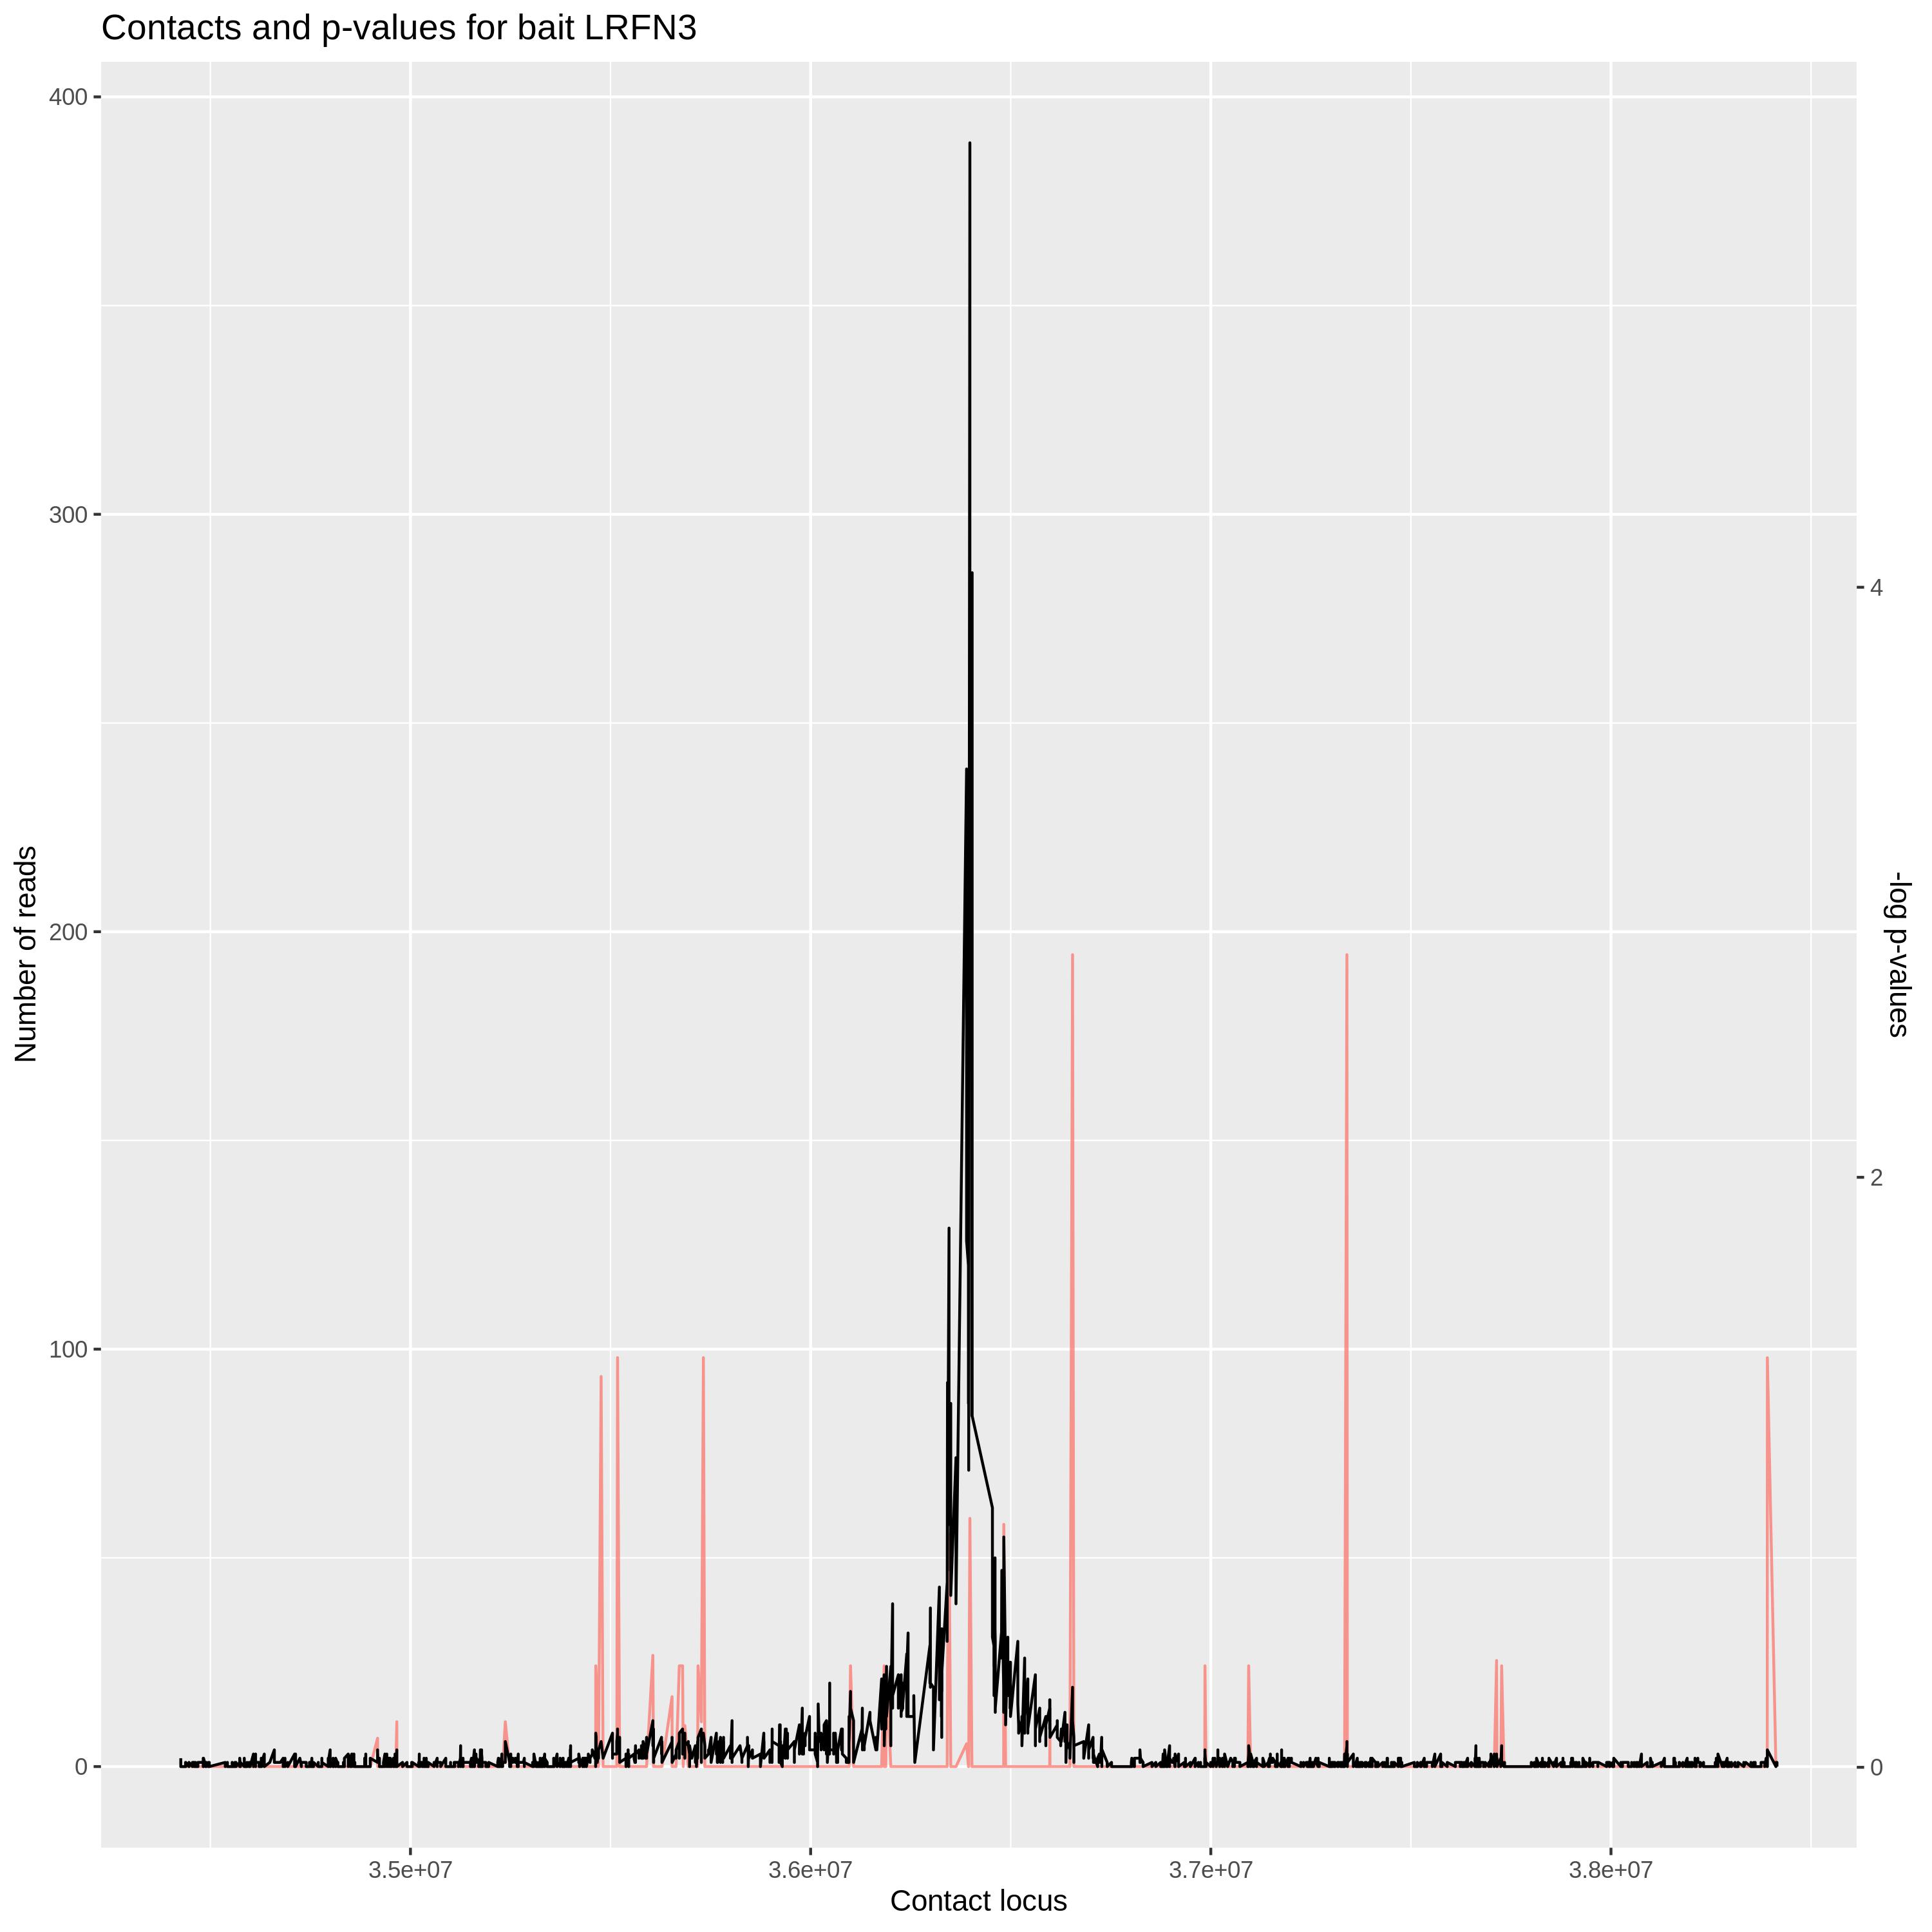 Contacts and p-values for bait LRFN3
400
300
200
100
0
Number of reads
4
2
0
-log p-values
3.5e+07
3.6e+07
3.7e+07
3.8e+07
Contact locus